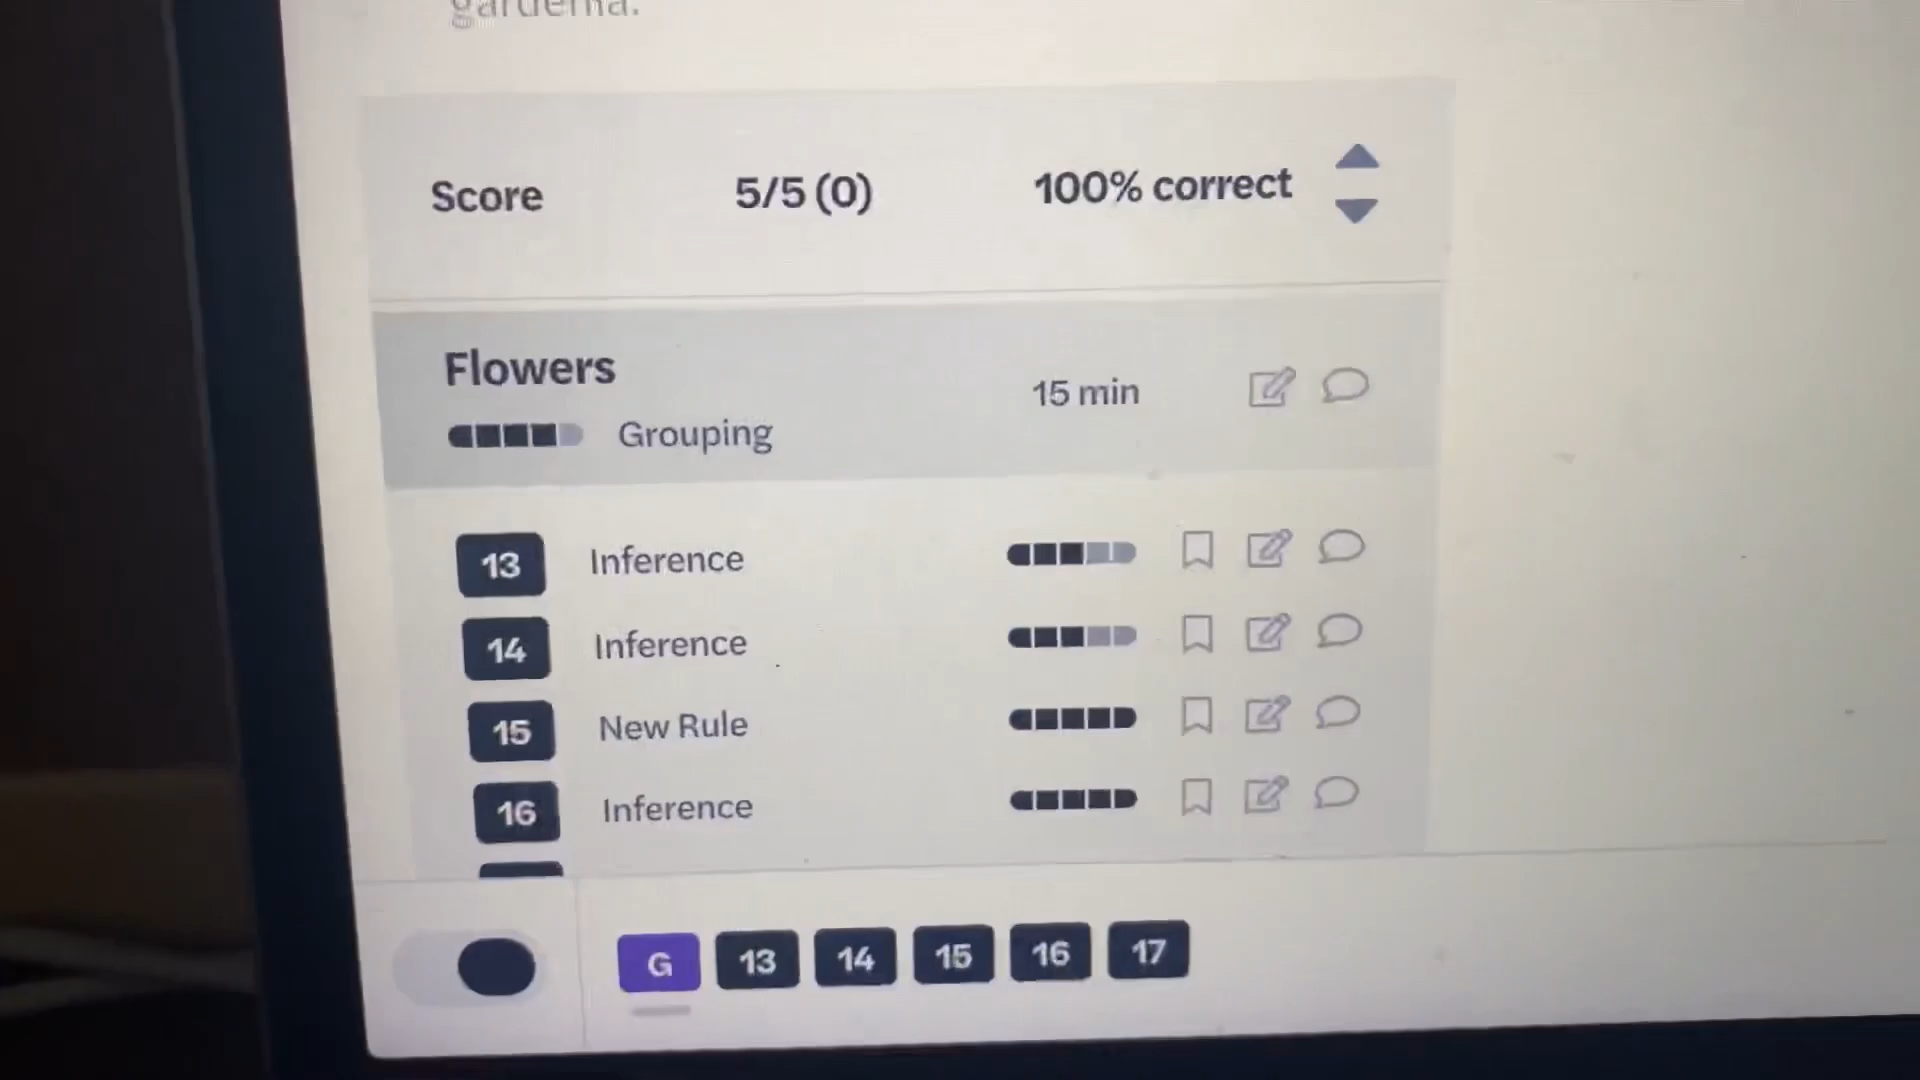 gardenia.
Score 5/5 (0) 100% correct
Flowers
15 min
Grouping
13 Inference
14 Inference
15 New Rule
16 Inference
G 13 14 15 16 17